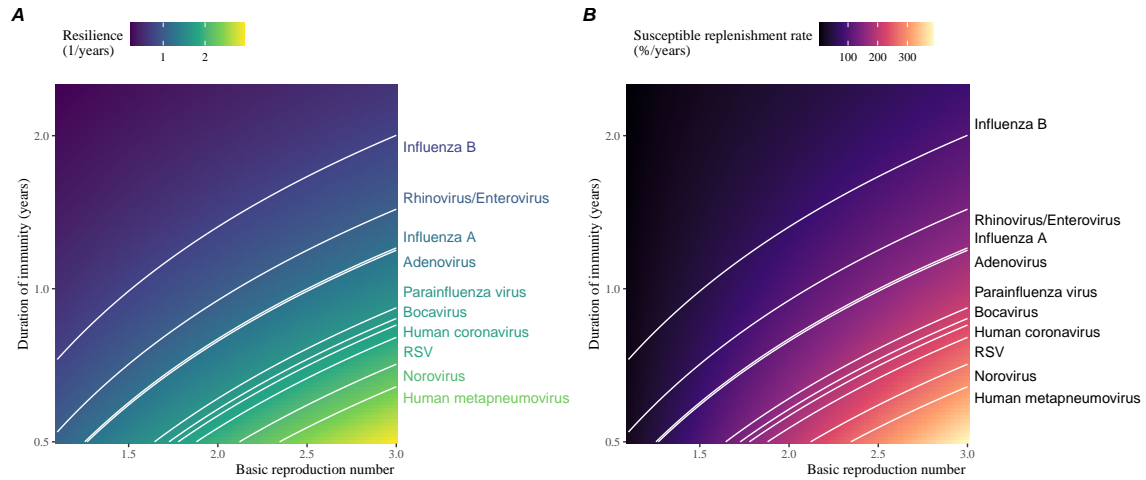 A
Resilience
(1/years)
1 2
Duration of immunity (years)
2.0
1.0
0.5
1.5 2.0 2.5 3.0
Basic reproduction number
Influenza B
Rhinovirus/Enterovirus
Influenza A
Adenovirus
Parainfluenza virus
Bocavirus
Human coronavirus
RSV
Norovirus
Human metapneumovirus
B
Susceptible replenishment rate
(%/years)
100 200 300
Duration of immunity (years)
2.0
1.0
0.5
1.5 2.0 2.5 3.0
Basic reproduction number
Influenza B
Rhinovirus/Enterovirus
Influenza A
Adenovirus
Parainfluenza virus
Bocavirus
Human coronavirus
RSV
Norovirus
Human metapneumovirus